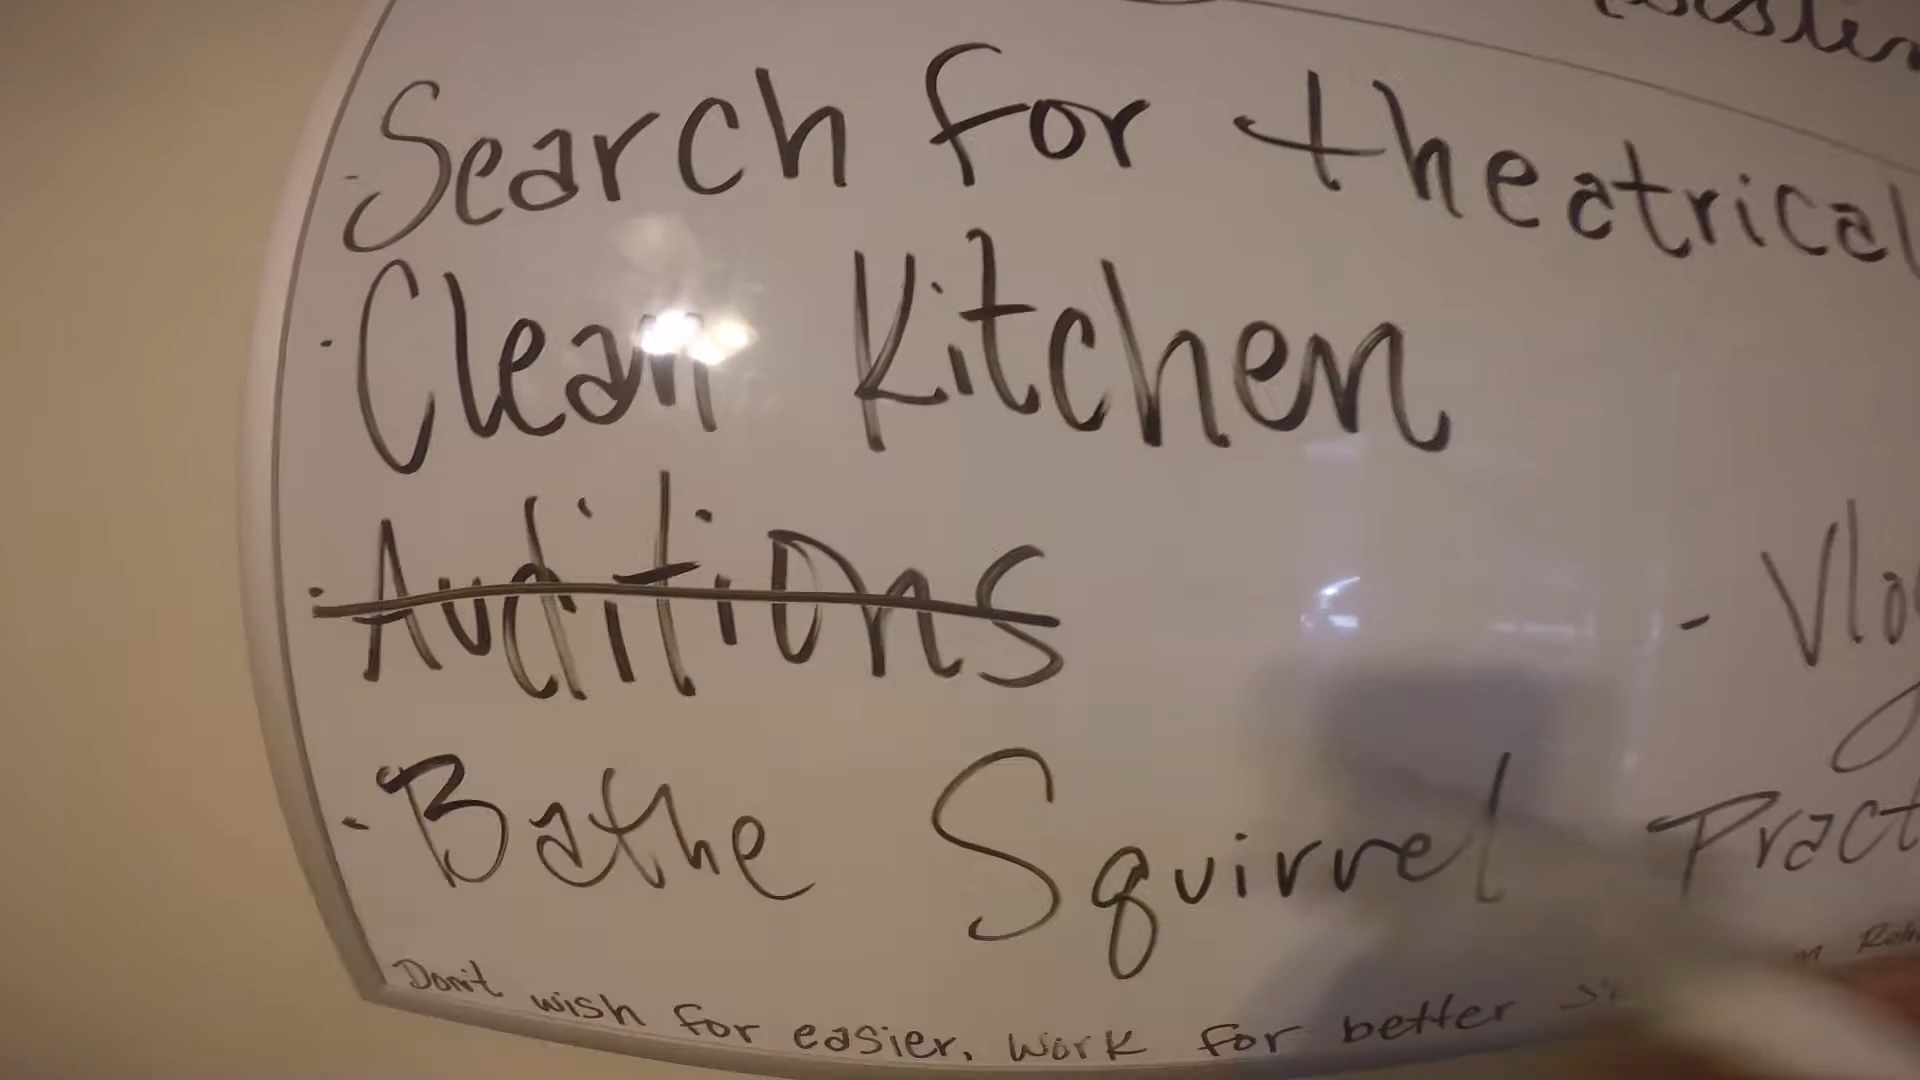 - Search for theatrical
· Clean Kitchen
· Auditions
- Vlog
· Bathe Squirrel
Don't wish for easier. Work for better